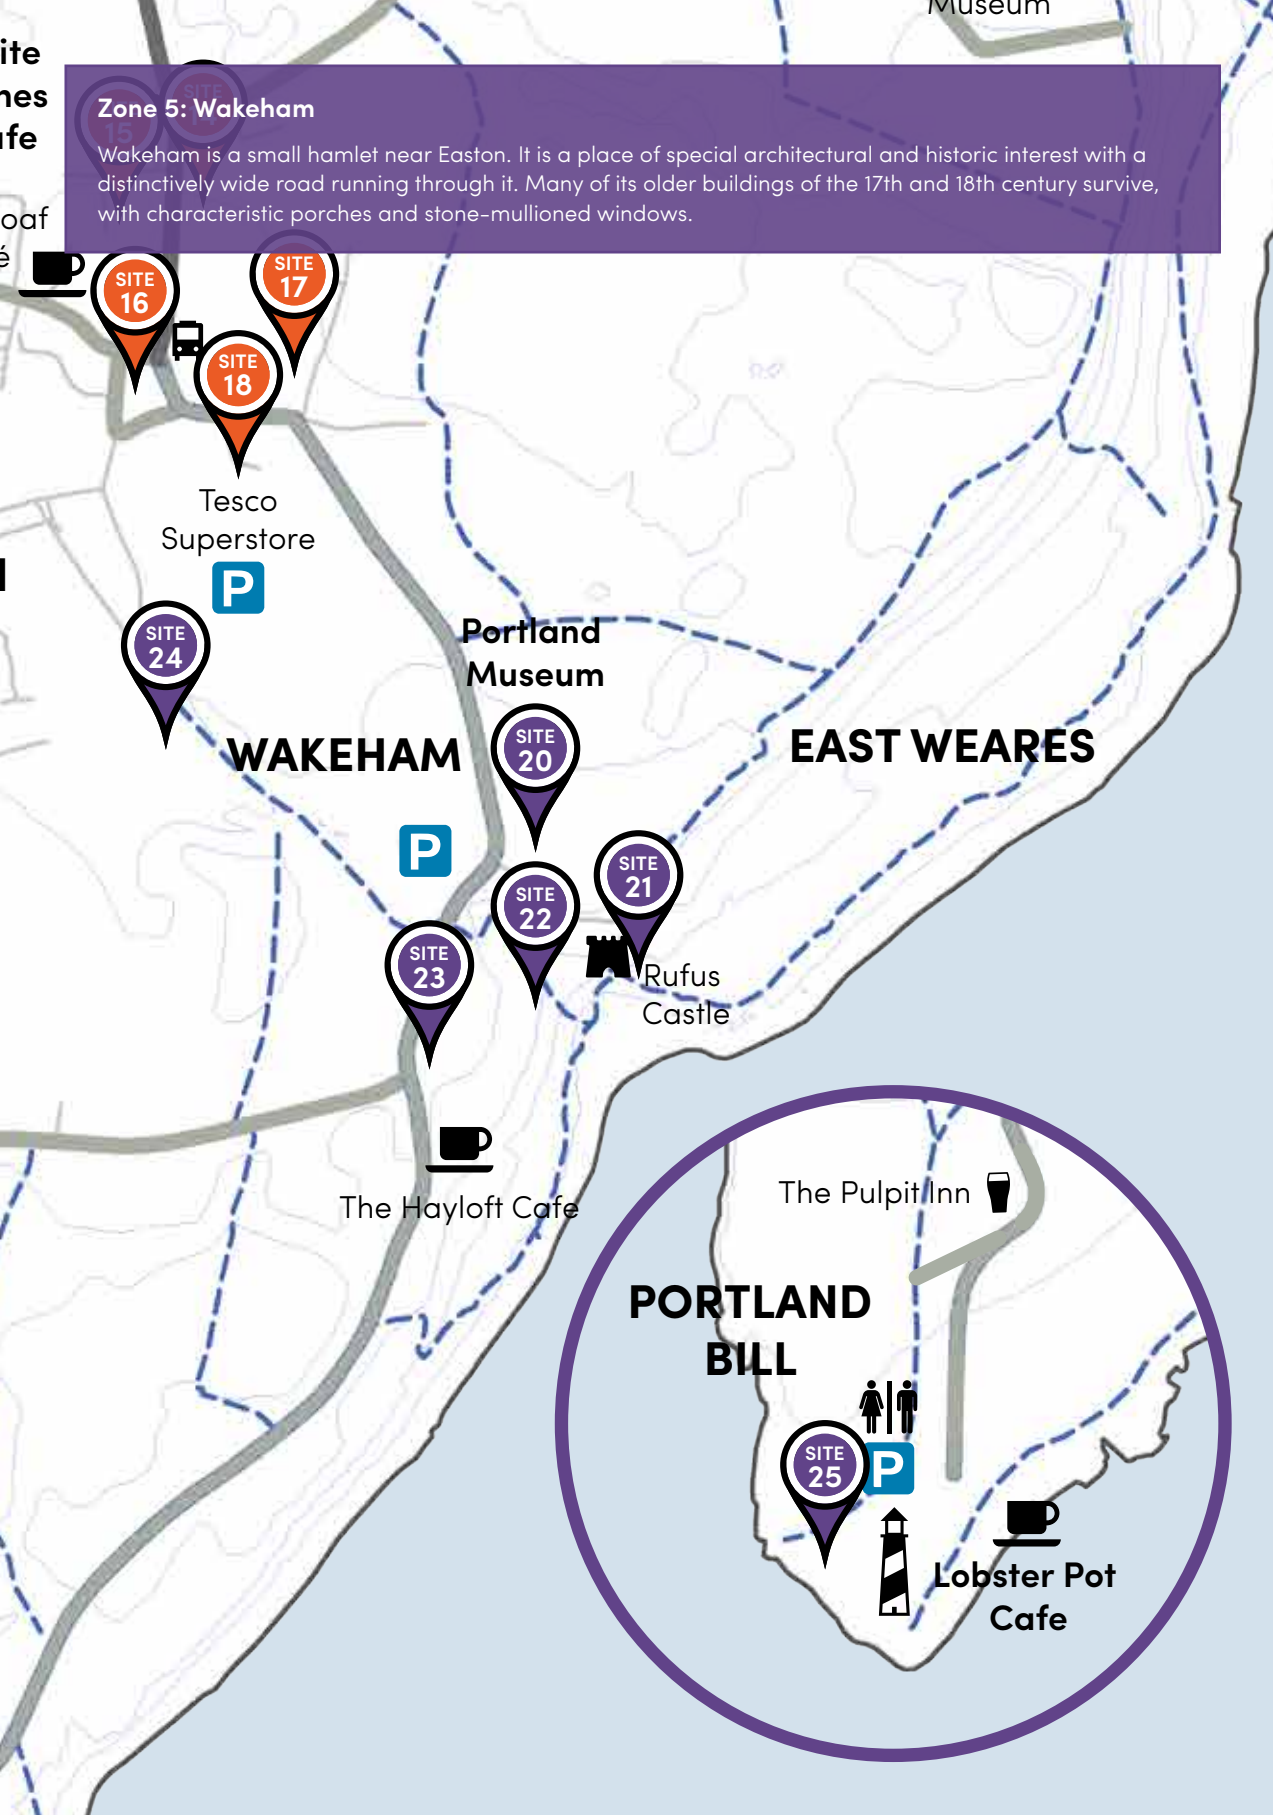 Museum
ite
nes
afe
Zone 5: Wakeham
Wakeham is a small hamlet near Easton. It is a place of special architectural and historic interest with a
distinctively wide road running through it. Many of its older buildings of the 17th and 18th century survive,
with characteristic porches and stone-mullioned windows.
SITE
15
SITE
oaf
é
SITE
16
SITE
17
SITE
18
Tesco
Superstore
P
SITE
24
Portland
Museum
WAKEHAM
SITE
20
EAST WEARES
P
SITE
21
SITE
22
SITE
23
Rufus
Castle
The Hayloft Cafe
The Pulpit Inn
PORTLAND
BILL
SITE
25
P
Lobster Pot
Cafe